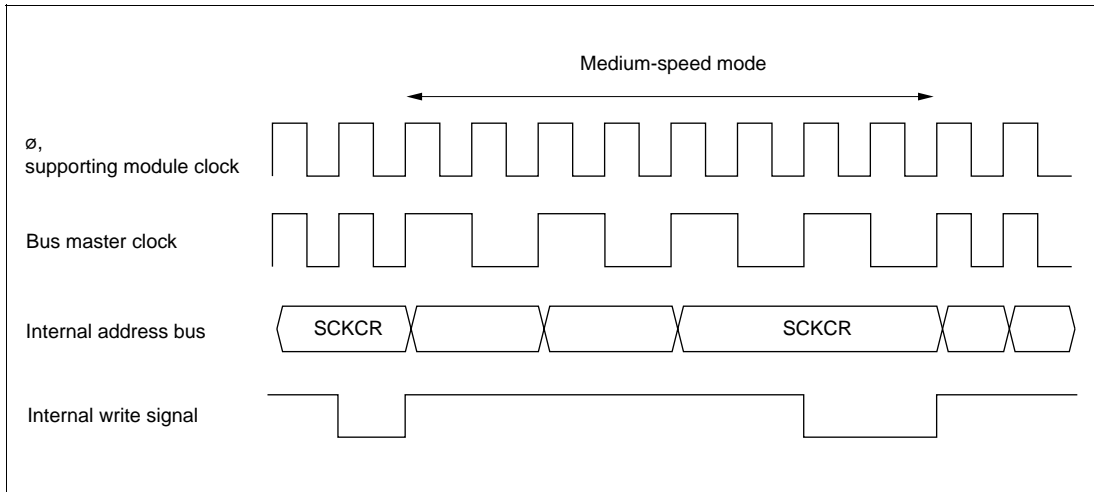 Medium-speed mode
ø,
supporting module clock
Bus master clock
Internal address bus
SCKCR
SCKCR
Internal write signal